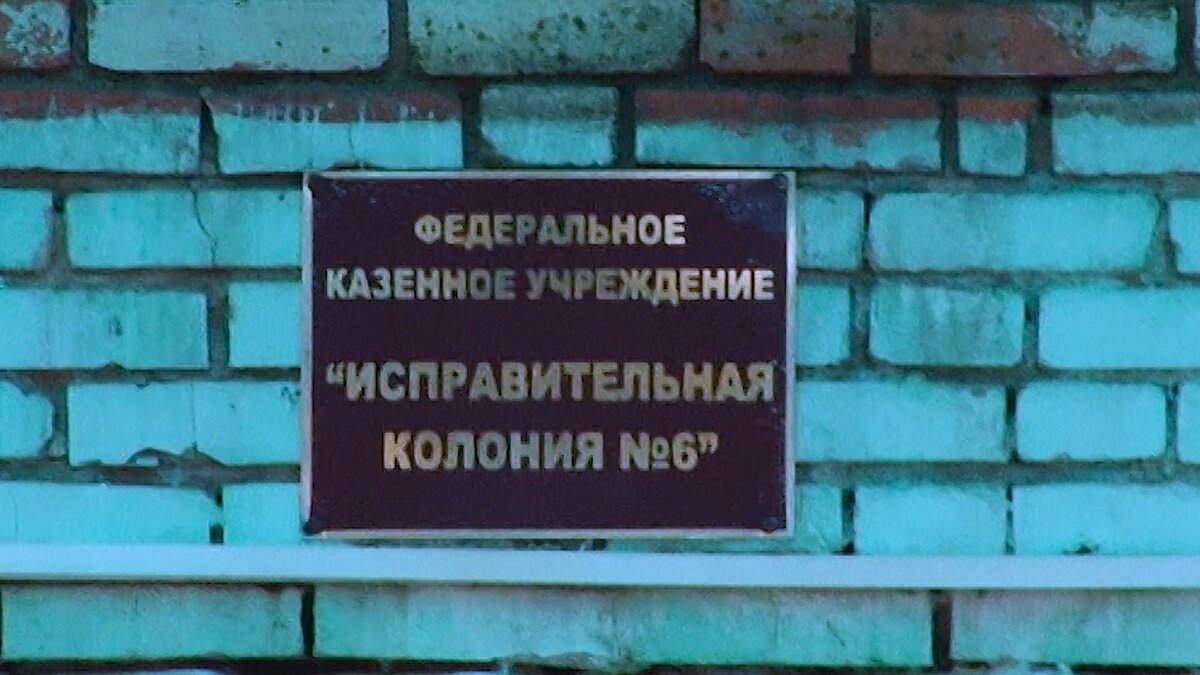 ФЕДЕРАЛЬНОЕ
КАЗЕННОЕ УЧРЕЖДЕНИЕ
“ИСПРАВИТЕЛЬНАЯ
КОЛОНИЯ №6”